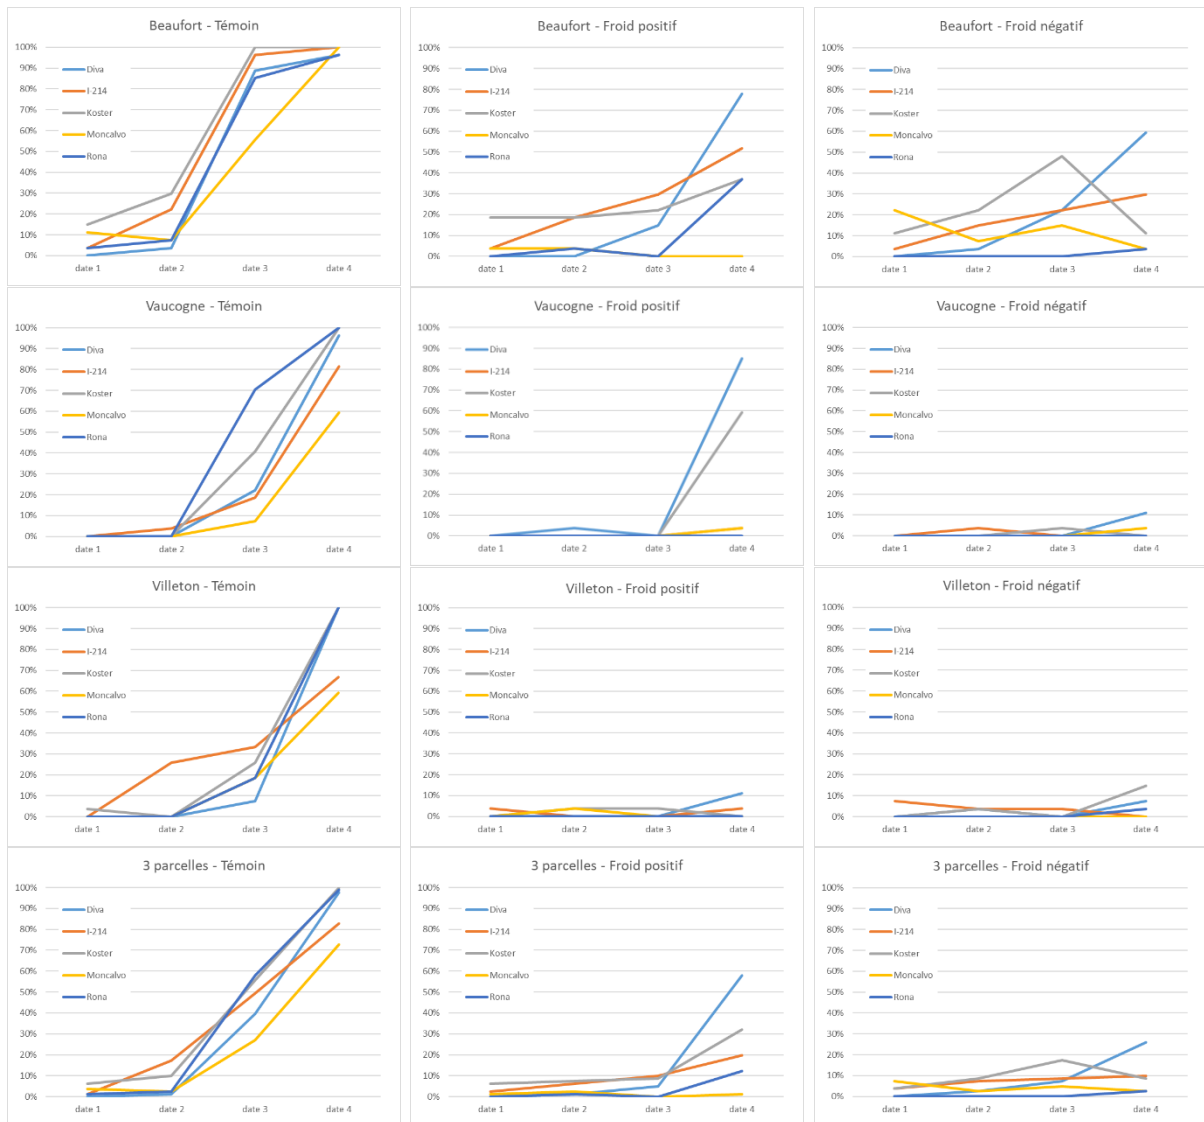 Beaufort - Témoin
100%
90%
80%
70%
60%
50%
40%
30%
20%
10%
0%
Diva
I-214
Koster
Moncalvo
Rona
date 1 date 2 date 3 date 4
Beaufort - Froid positif
100%
90%
80%
70%
60%
50%
40%
30%
20%
10%
0%
Diva
I-214
Koster
Moncalvo
Rona
date 1 date 2 date 3 date 4
Beaufort - Froid négatif
100%
90%
80%
70%
60%
50%
40%
30%
20%
10%
0%
Diva
I-214
Koster
Moncalvo
Rona
date 1 date 2 date 3 date 4
Vaucogne - Témoin
100%
90%
80%
70%
60%
50%
40%
30%
20%
10%
0%
Diva
I-214
Koster
Moncalvo
Rona
date 1 date 2 date 3 date 4
Vaucogne - Froid positif
100%
90%
80%
70%
60%
50%
40%
30%
20%
10%
0%
Diva
I-214
Koster
Moncalvo
Rona
date 1 date 2 date 3 date 4
Vaucogne - Froid négatif
100%
90%
80%
70%
60%
50%
40%
30%
20%
10%
0%
Diva
I-214
Koster
Moncalvo
Rona
date 1 date 2 date 3 date 4
Villeton - Témoin
100%
90%
80%
70%
60%
50%
40%
30%
20%
10%
0%
Diva
I-214
Koster
Moncalvo
Rona
date 1 date 2 date 3 date 4
Villeton - Froid positif
100%
90%
80%
70%
60%
50%
40%
30%
20%
10%
0%
Diva
I-214
Koster
Moncalvo
Rona
date 1 date 2 date 3 date 4
Villeton - Froid négatif
100%
90%
80%
70%
60%
50%
40%
30%
20%
10%
0%
Diva
I-214
Koster
Moncalvo
Rona
date 1 date 2 date 3 date 4
3 parcelles - Témoin
100%
90%
80%
70%
60%
50%
40%
30%
20%
10%
0%
Diva
I-214
Koster
Moncalvo
Rona
date 1 date 2 date 3 date 4
3 parcelles - Froid positif
100%
90%
80%
70%
60%
50%
40%
30%
20%
10%
0%
Diva
I-214
Koster
Moncalvo
Rona
date 1 date 2 date 3 date 4
3 parcelles - Froid négatif
100%
90%
80%
70%
60%
50%
40%
30%
20%
10%
0%
Diva
I-214
Koster
Moncalvo
Rona
date 1 date 2 date 3 date 4